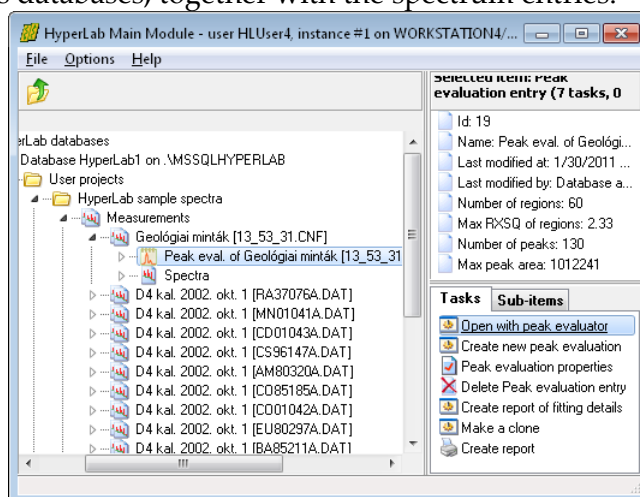 s databases, together with the spectrum entries.
HyperLab Main Module - user HLUser4, instance #1 on WORKSTATION4/...
File Options Help
erLab databases
Database HyperLab1 on .\MSSQLHYPERLAB
User projects
HyperLab sample spectra
Measurements
Geológiai minták [13_53_31.CNF]
Peak eval. of Geológiai minták [13_53_31
Spectra
D4 kal. 2002. okt. 1 [RA37076A.DAT]
D4 kal. 2002. okt. 1 [MN01041A.DAT]
D4 kal. 2002. okt. 1 [CD01043A.DAT]
D4 kal. 2002. okt. 1 [CS96147A.DAT]
D4 kal. 2002. okt. 1 [AM80320A.DAT]
D4 kal. 2002. okt. 1 [CO85185A.DAT]
D4 kal. 2002. okt. 1 [CO01042A.DAT]
D4 kal. 2002. okt. 1 [EU80297A.DAT]
D4 kal. 2002. okt. 1 [BA85211A.DAT]
Selected item: Peak
evaluation entry (7 tasks, 0
Id: 19
Name: Peak eval. of Geológi...
Last modified at: 1/30/2011 ...
Last modified by: Database a...
Number of regions: 60
Max RXSQ of regions: 2.33
Number of peaks: 130
Max peak area: 1012241
Tasks Sub-items
Open with peak evaluator
Create new peak evaluation
Peak evaluation properties
Delete Peak evaluation entry
Create report of fitting details
Make a clone
Create report